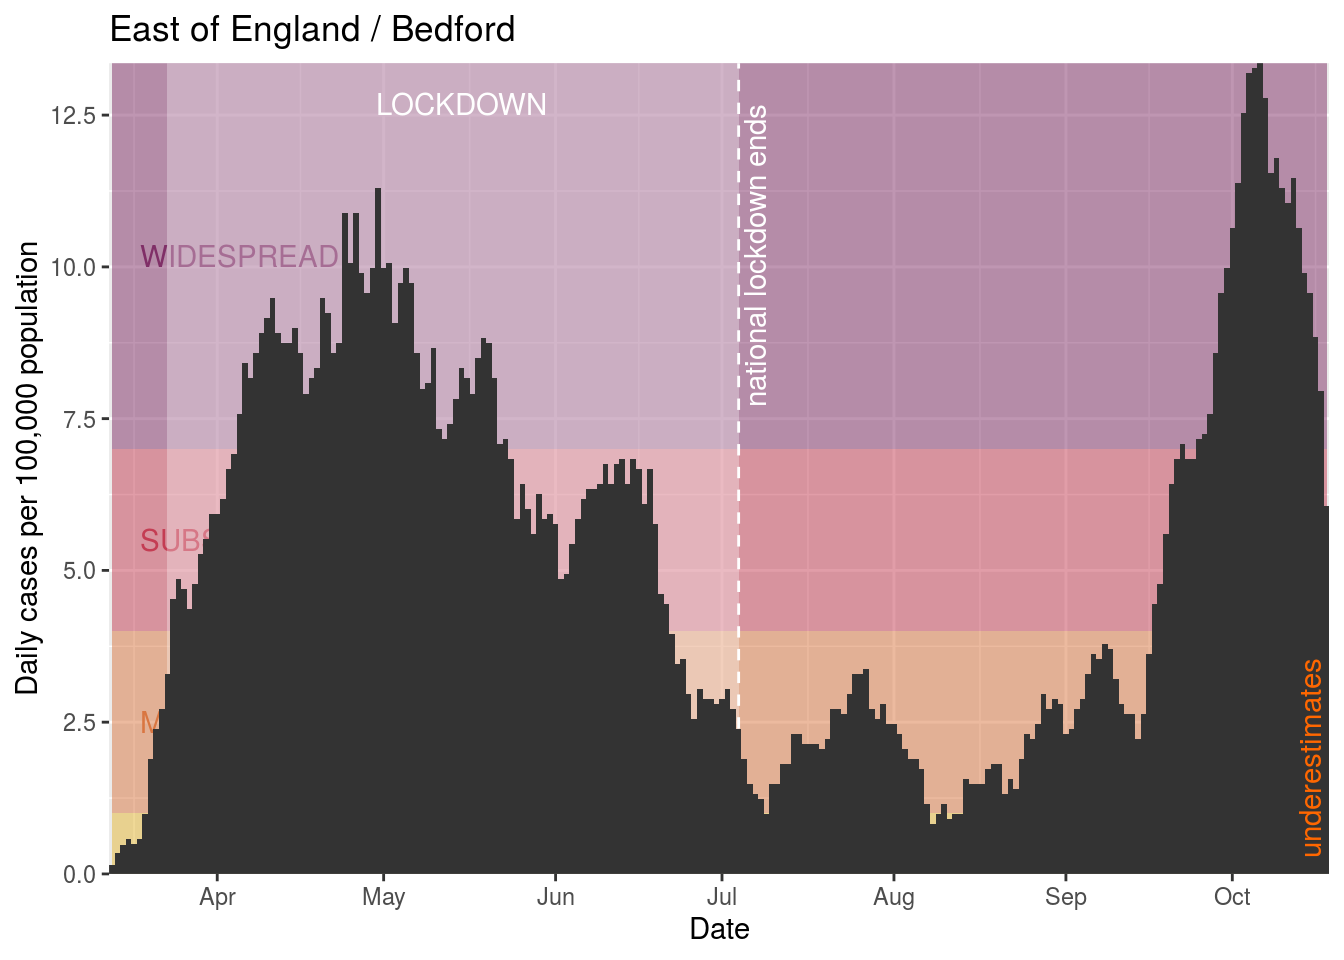 East of England / Bedford
Daily cases per 100,000 population
12.5
10.0
7.5
5.0
2.5
0.0
LOCKDOWN
WIDESPREAD
SUBS
M
national lockdown ends
underestimates
Apr
May
Jun
Jul
Aug
Sep
Oct
Date